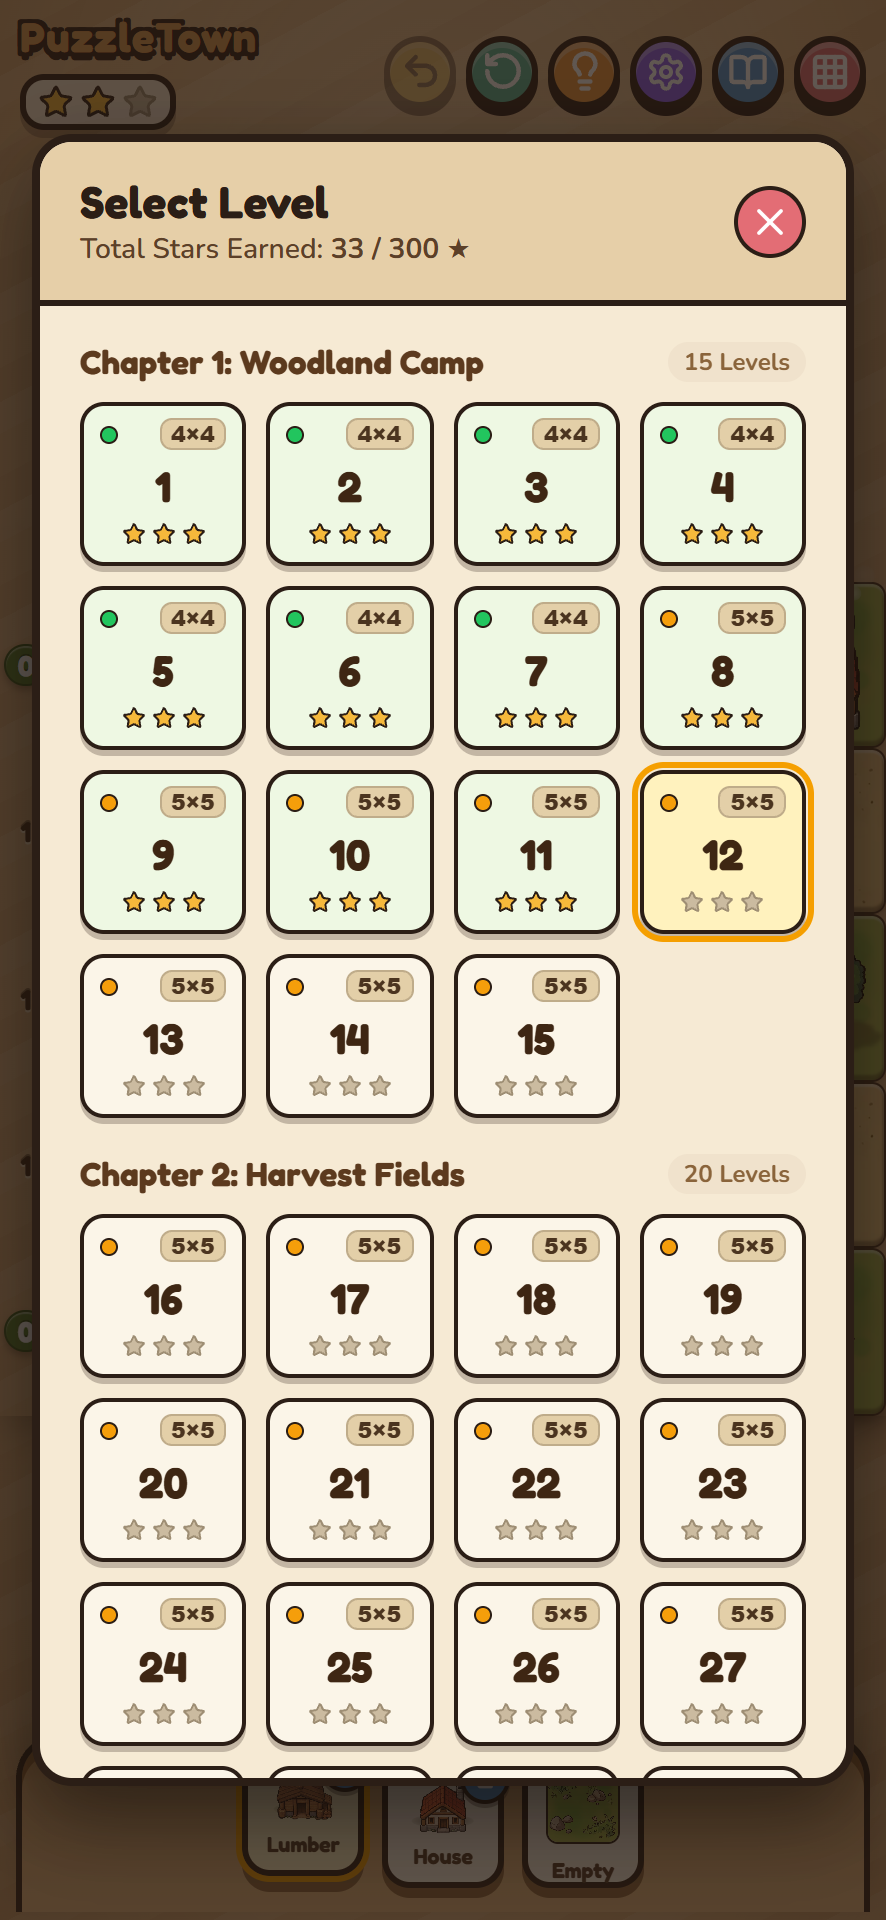 PuzzleTown
Select Level
Total Stars Earned: 33 / 300 ★
Chapter 1: Woodland Camp
15 Levels
4×4 4×4 4×4 4×4
1 2 3 4
4×4 4×4 4×4 5×5
5 6 7 8
5×5 5×5 5×5 5×5
9 10 11 12
5×5 5×5 5×5
13 14 15
Chapter 2: Harvest Fields
20 Levels
5×5 5×5 5×5 5×5
16 17 18 19
5×5 5×5 5×5 5×5
20 21 22 23
5×5 5×5 5×5 5×5
24 25 26 27
Lumber House Empty